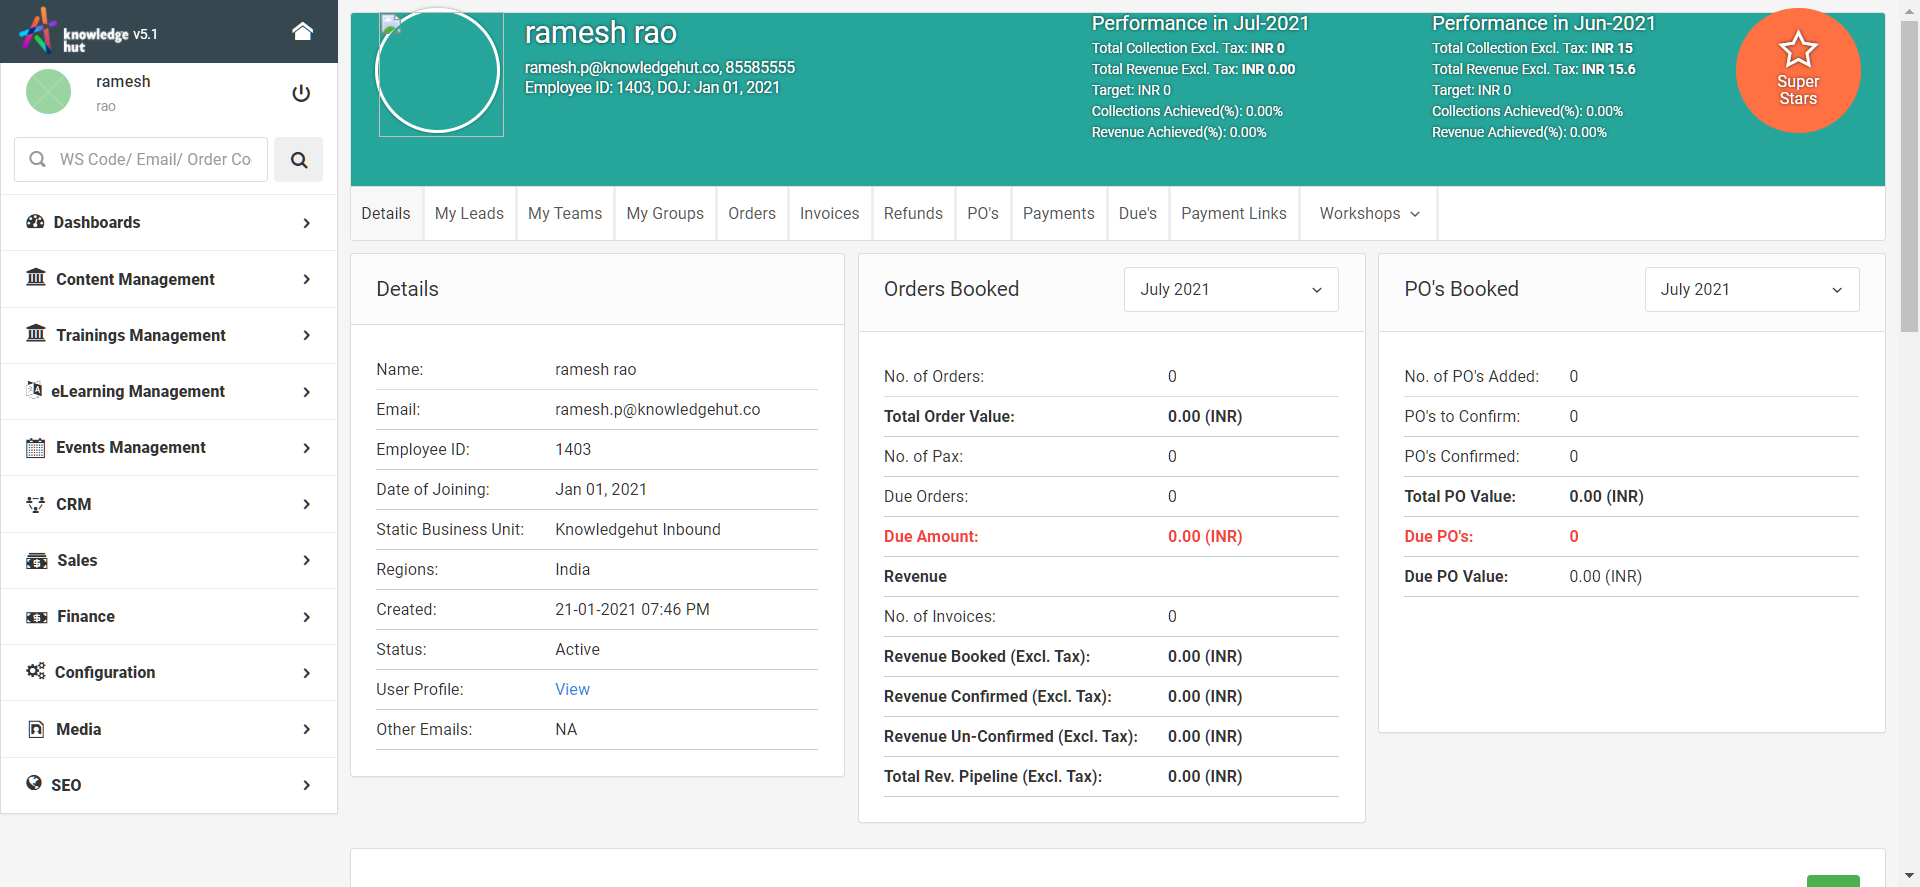 knowledge
hut
v5.1
ramesh
rao
WS Code/ Email/ Order Co
Dashboards
Content Management
Trainings Management
eLearning Management
Events Management
CRM
Sales
Finance
Configuration
Media
SEO
ramesh rao
ramesh.p@knowledgehut.co, 85585555
Employee ID: 1403, DOJ: Jan 01, 2021
Performance in Jul-2021
Total Collection Excl. Tax: INR 0
Total Revenue Excl. Tax: INR 0.00
Target: INR 0
Collections Achieved(%): 0.00%
Revenue Achieved(%): 0.00%
Performance in Jun-2021
Total Collection Excl. Tax: INR 15
Total Revenue Excl. Tax: INR 15.6
Target: INR 0
Collections Achieved(%): 0.00%
Revenue Achieved(%): 0.00%
Super
Stars
Details My Leads My Teams My Groups Orders Invoices Refunds PO's Payments Due's Payment Links Workshops
Details
Name: ramesh rao
Email: ramesh.p@knowledgehut.co
Employee ID: 1403
Date of Joining: Jan 01, 2021
Static Business Unit: Knowledgehut Inbound
Regions: India
Created: 21-01-2021 07:46 PM
Status: Active
User Profile: View
Other Emails: NA
Orders Booked July 2021
No. of Orders: 0
Total Order Value: 0.00 (INR)
No. of Pax: 0
Due Orders: 0
Due Amount: 0.00 (INR)
Revenue
No. of Invoices: 0
Revenue Booked (Excl. Tax): 0.00 (INR)
Revenue Confirmed (Excl. Tax): 0.00 (INR)
Revenue Un-Confirmed (Excl. Tax): 0.00 (INR)
Total Rev. Pipeline (Excl. Tax): 0.00 (INR)
PO's Booked July 2021
No. of PO's Added: 0
PO's to Confirm: 0
PO's Confirmed: 0
Total PO Value: 0.00 (INR)
Due PO's: 0
Due PO Value: 0.00 (INR)